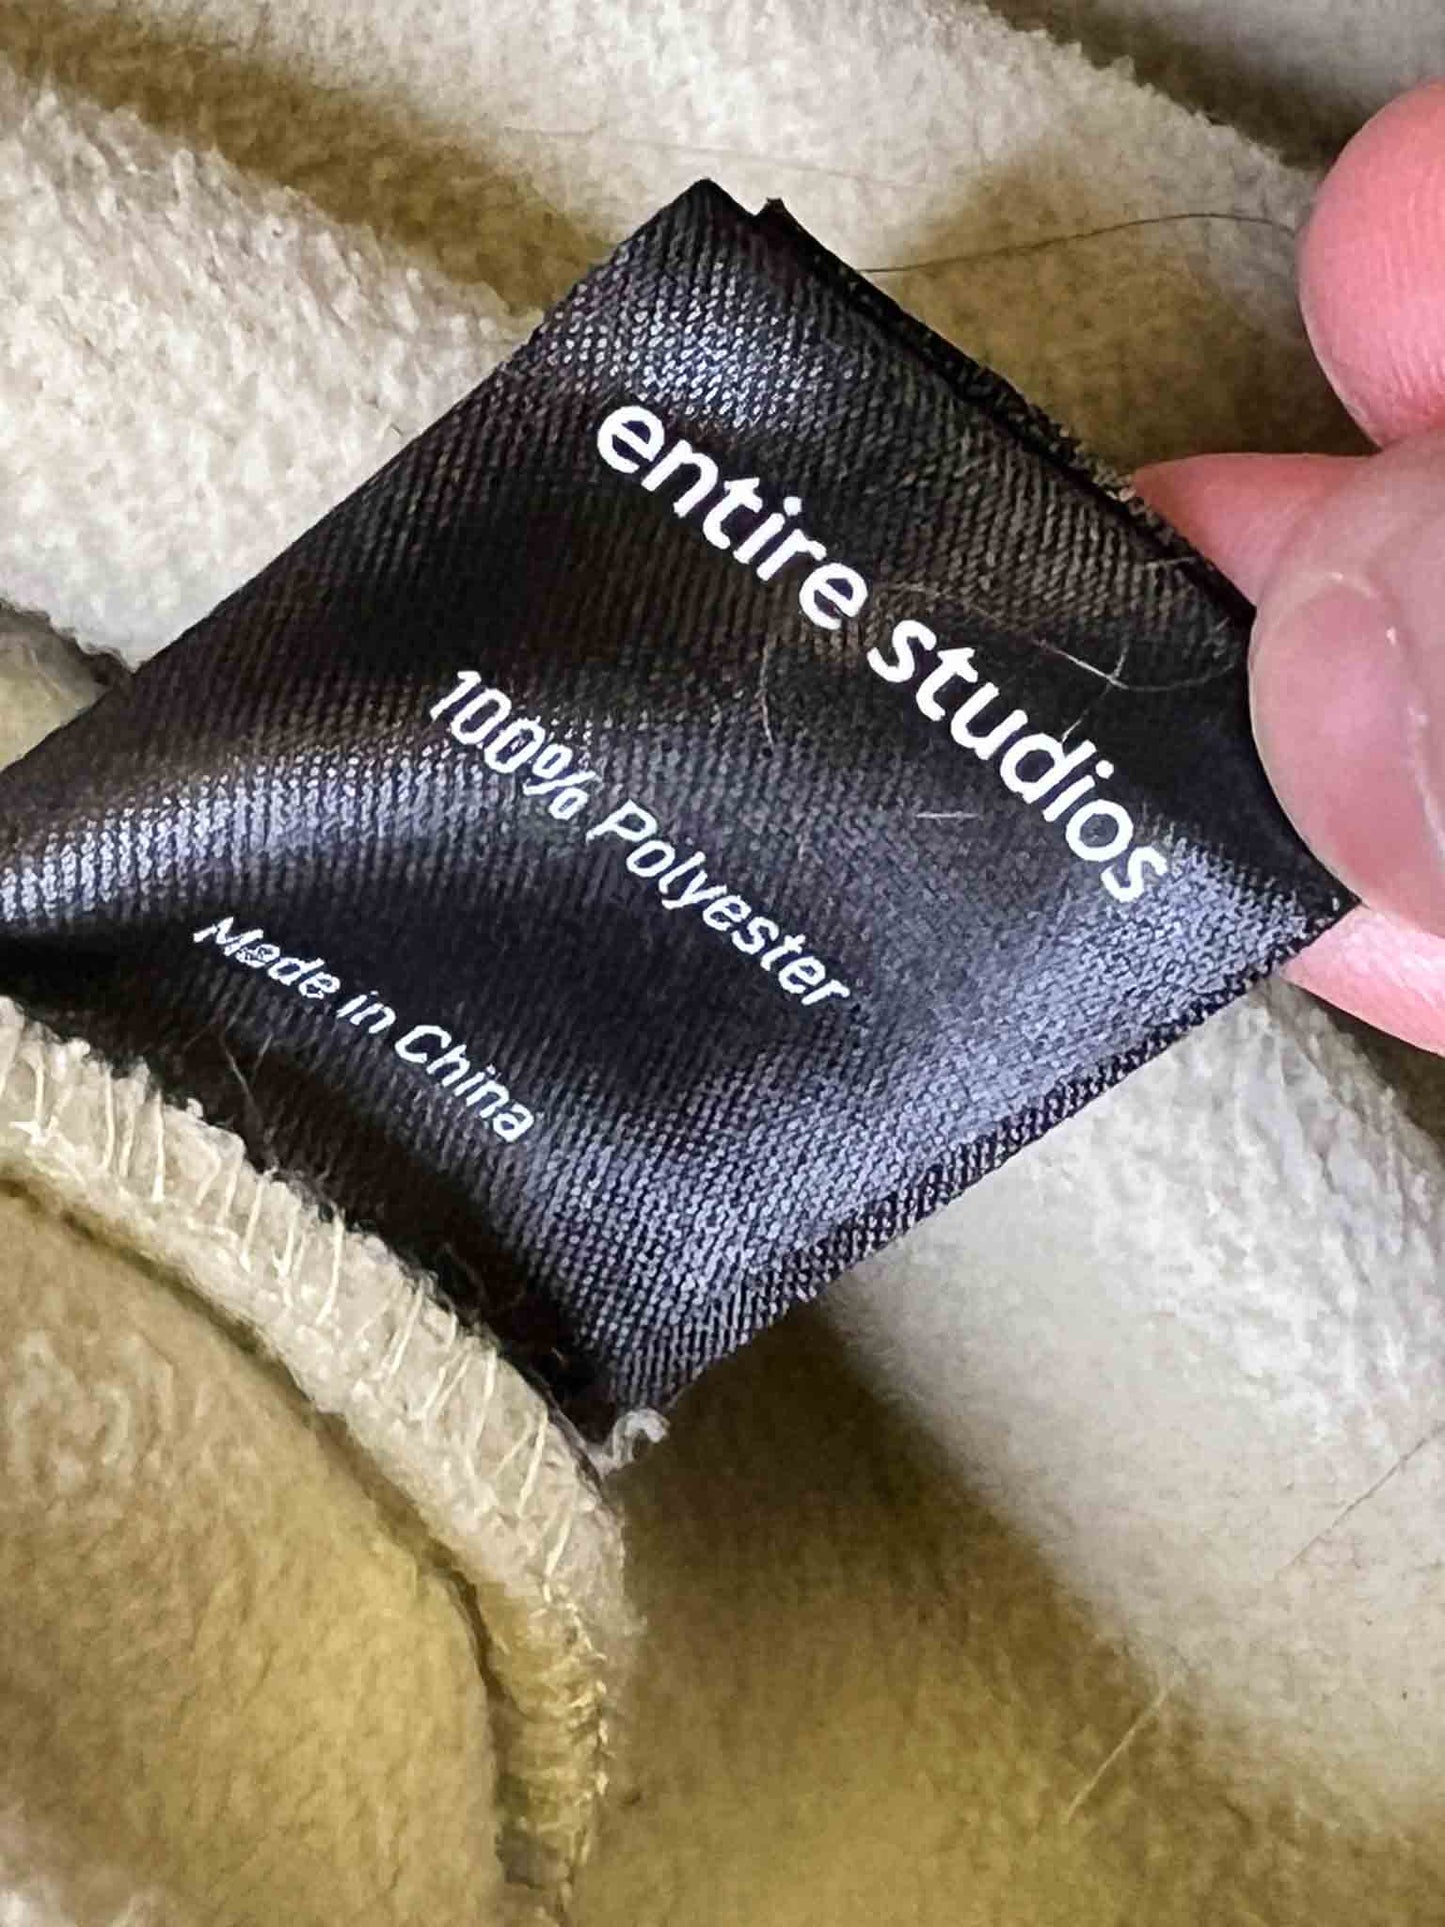 entire studios
100% Polyester
Made in China